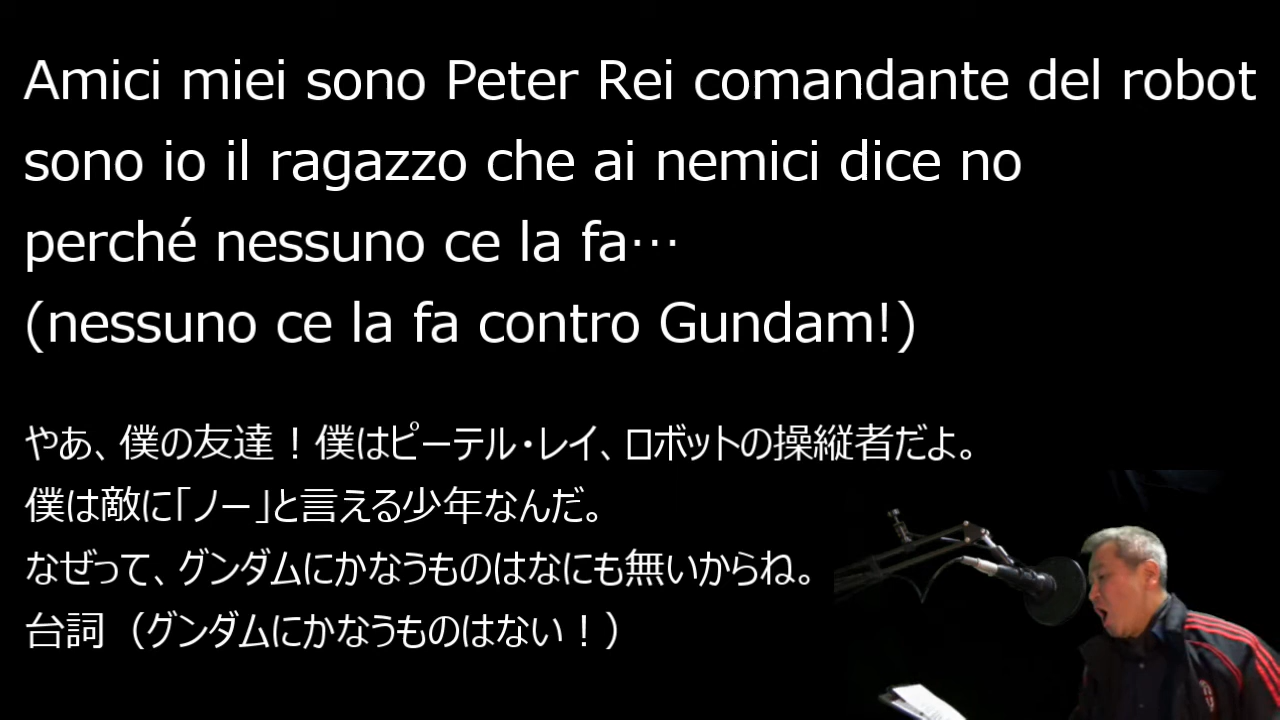 Amici miei sono Peter Rei comandante del robot
sono io il ragazzo che ai nemici dice no
perché nessuno ce la fa…
(nessuno ce la fa contro Gundam!)
やあ、僕の友達！僕はピーテル・レイ、ロボットの操縦者だよ。
僕は敵に「ノー」と言える少年なんだ。
なぜって、グンダムにかなうものはなにも無いからね。
台詞（グンダムにかなうものはない！）